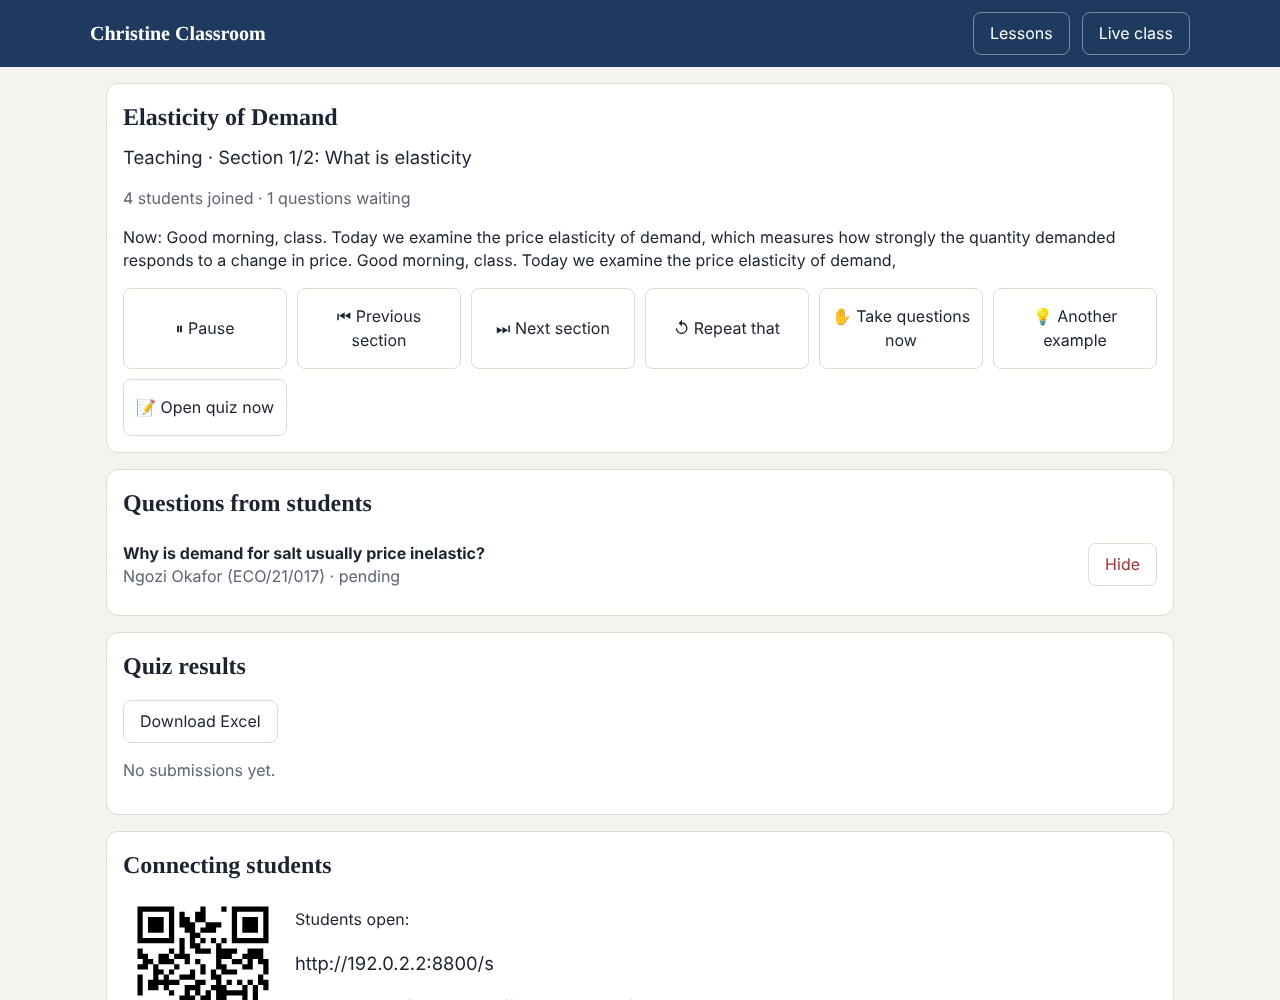 Christine Classroom
Lessons
Live class
Elasticity of Demand
Teaching · Section 1/2: What is elasticity
4 students joined · 1 questions waiting
Now: Good morning, class. Today we examine the price elasticity of demand, which measures how strongly the quantity demanded
responds to a change in price. Good morning, class. Today we examine the price elasticity of demand,
⏸ Pause
⏮ Previous
section
⏭ Next section
↺ Repeat that
✋ Take questions
now
💡 Another
example
📝 Open quiz now
Questions from students
Why is demand for salt usually price inelastic?
Ngozi Okafor (ECO/21/017) · pending
Hide
Quiz results
Download Excel
No submissions yet.
Connecting students
Students open:
http://192.0.2.2:8800/s